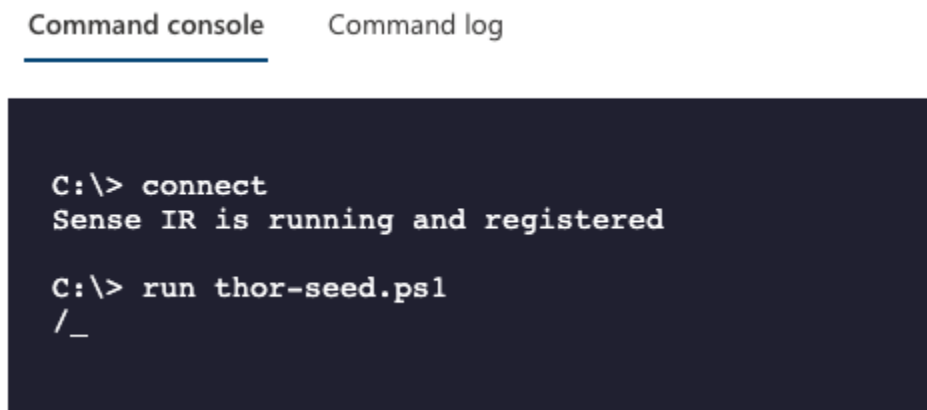 Command console Command log
C:\> connect
Sense IR is running and registered
C:\> run thor-seed.ps1
/_